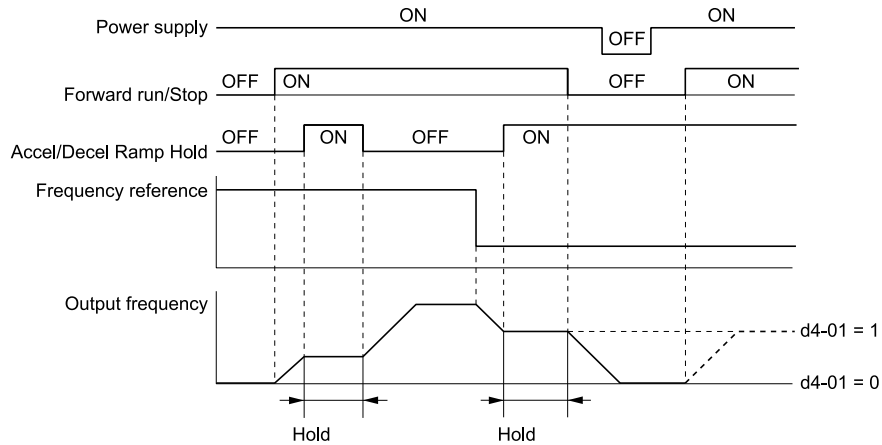 Power supply ON OFF ON
Forward run/Stop OFF ON OFF ON
Accel/Decel Ramp Hold OFF ON OFF ON
Frequency reference
Output frequency
d4-01 = 1
d4-01 = 0
Hold Hold